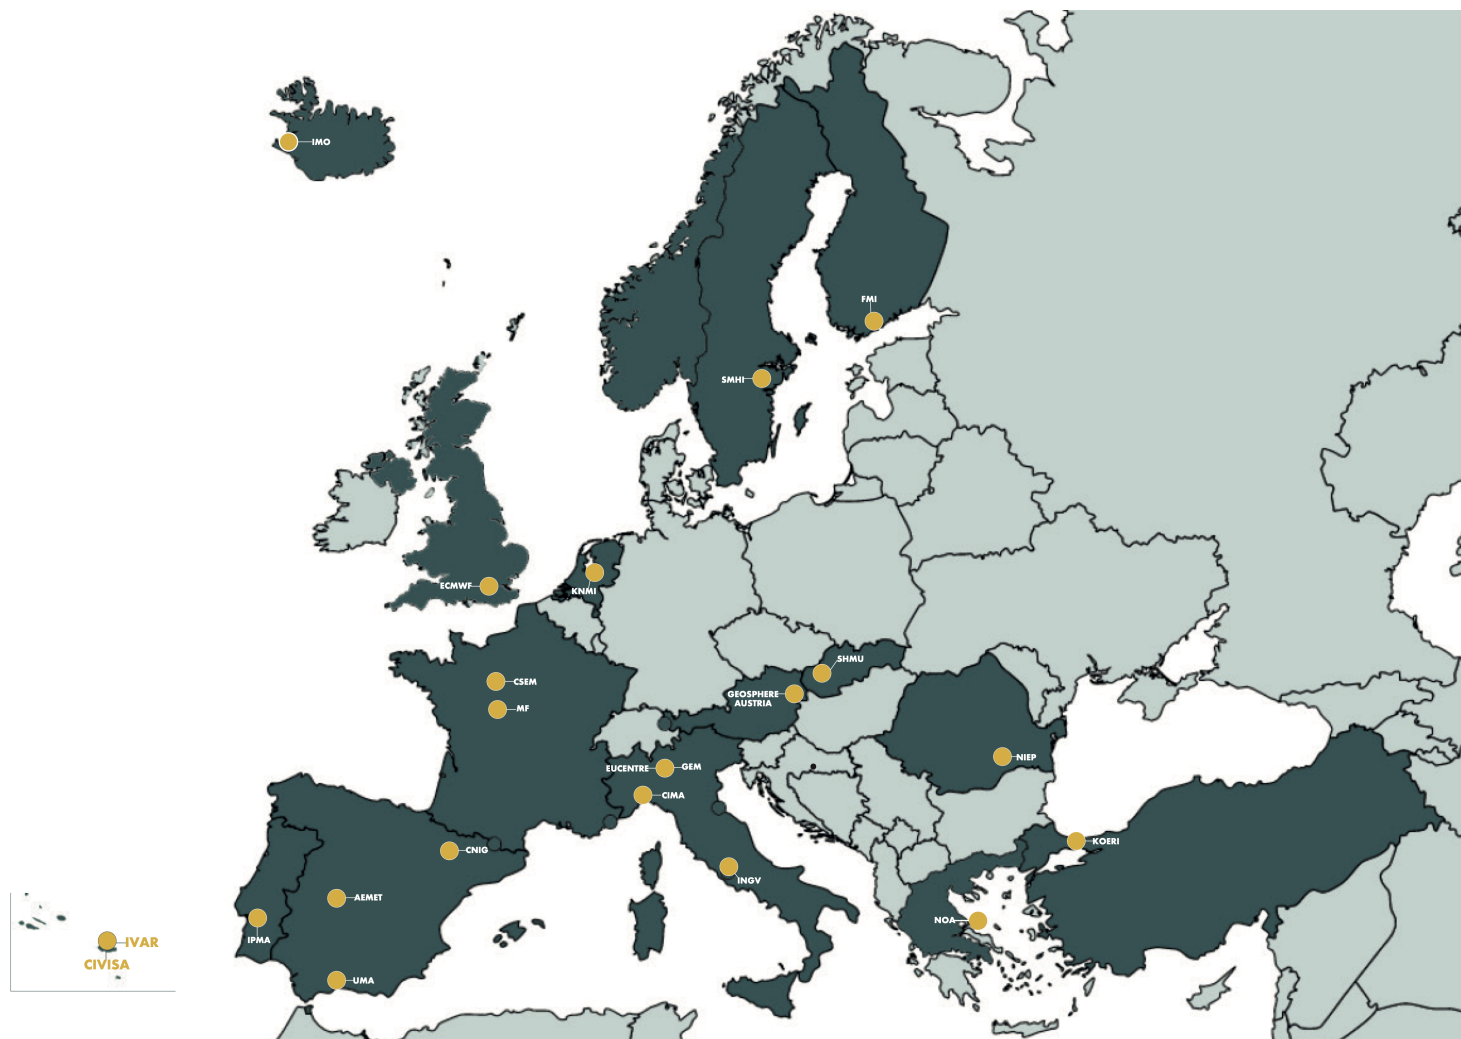 IMO
FMI
SMHI
ECMWF
KNMI
SHMU
CSEM
GEOSPHERE
AUSTRIA
MF
NIEP
EUCENTRE
GEM
CIMA
KOERI
CNIG
INGV
AEMET
NOA
IPMA
IVAR
CIVISA
UMA